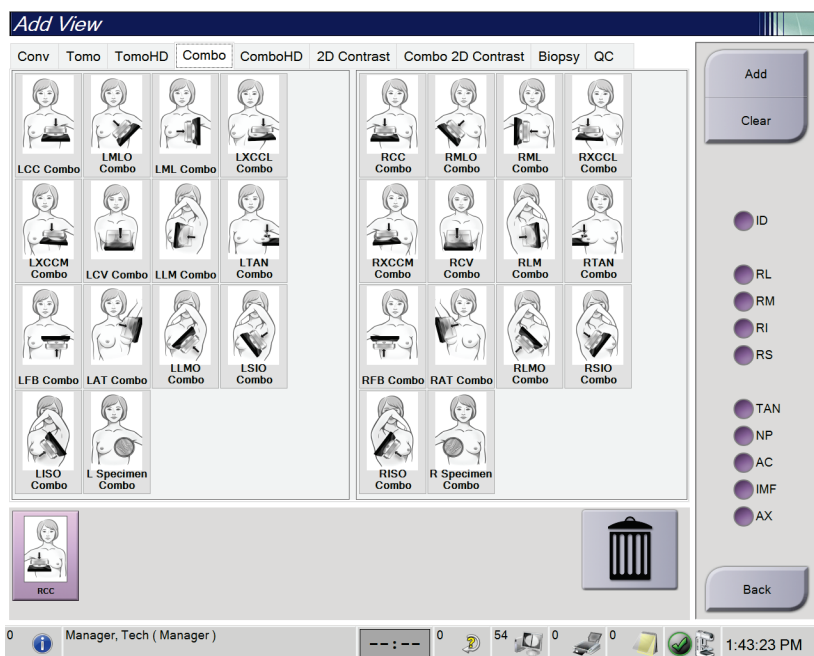 Add View
Conv Tomo TomoHD Combo ComboHD 2D Contrast Combo 2D Contrast Biopsy QC
LCC Combo
LMLO
Combo
LML Combo
LXCCL
Combo
RCC
Combo
RMLO
Combo
RML
Combo
RXCCL
Combo
LXCCM
Combo
LCV Combo
LLM Combo
LTAN
Combo
RXCCM
Combo
RCV
Combo
RLM
Combo
RTAN
Combo
LFB Combo
LAT Combo
LLMO
Combo
LSIO
Combo
RFB Combo
RAT Combo
RLMO
Combo
RSIO
Combo
LISO
Combo
L Specimen
Combo
RISO
Combo
R Specimen
Combo
RCC
Add
Clear
ID
RL
RM
RI
RS
TAN
NP
AC
IMF
AX
Back
0 Manager, Tech ( Manager ) --:-- 0 54 0 0 1:43:23 PM